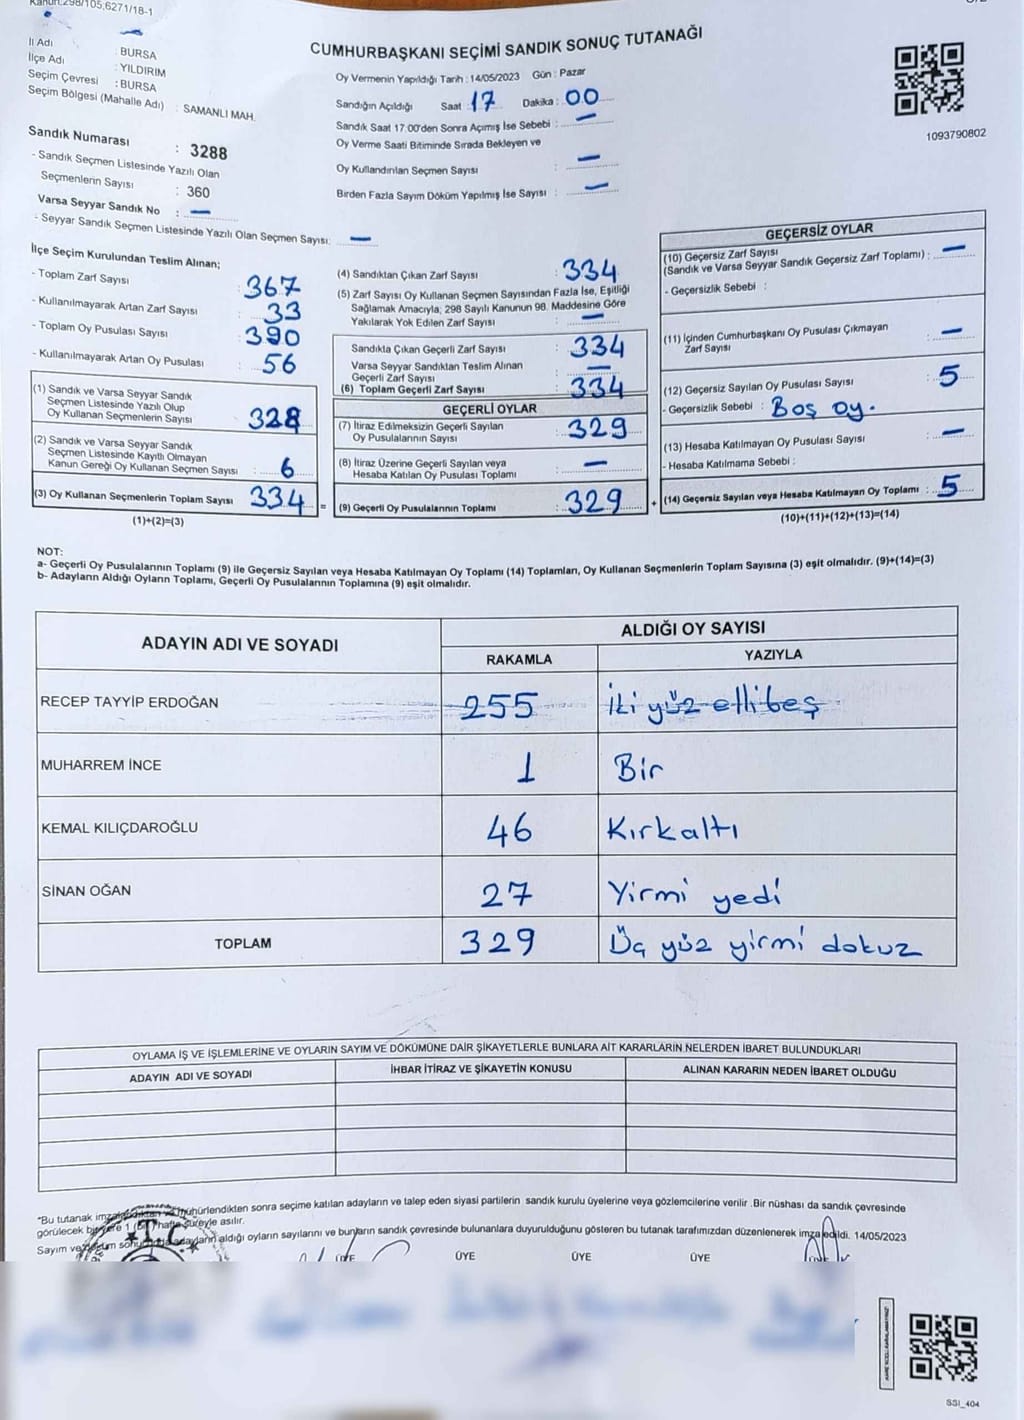 Kanun:298/105,6271/18-1
CUMHURBAŞKANI SEÇİMİ SANDIK SONUÇ TUTANAĞI
İl Adı : BURSA
İlçe Adı : YILDIRIM
Seçim Çevresi : BURSA
Seçim Bölgesi (Mahalle Adı) : SAMANLI MAH.
Sandık Numarası : 3288
- Sandık Seçmen Listesinde Yazılı Olan
Seçmenlerin Sayısı : 360
Varsa Seyyar Sandık No : —
- Seyyar Sandık Seçmen Listesinde Yazılı Olan Seçmen Sayısı: —
Oy Vermenin Yapıldığı Tarih : 14/05/2023 Gün : Pazar
Sandığın Açıldığı Saat : 17 Dakika : 00
Sandık Saat 17.00'den Sonra Açımış İse Sebebi : —
Oy Verme Saati Bitiminde Sırada Bekleyen ve
Oy Kullandırılan Seçmen Sayısı : —
Birden Fazla Sayım Döküm Yapılmış İse Sayısı : —
1093790802
İlçe Seçim Kurulundan Teslim Alınan;
- Toplam Zarf Sayısı : 367
- Kullanılmayarak Artan Zarf Sayısı : 33
- Toplam Oy Pusulası Sayısı : 390
- Kullanılmayarak Artan Oy Pusulası : 56
(1) Sandık ve Varsa Seyyar Sandık
Seçmen Listesinde Yazılı Olup
Oy Kullanan Seçmenlerin Sayısı : 328
(2) Sandık ve Varsa Seyyar Sandık
Seçmen Listesinde Kayıtlı Olmayan
Kanun Gereği Oy Kullanan Seçmen Sayısı : 6
(3) Oy Kullanan Seçmenlerin Toplam Sayısı : 334 =
(1)+(2)=(3)
(4) Sandıktan Çıkan Zarf Sayısı : 334
(5) Zarf Sayısı Oy Kullanan Seçmen Sayısından Fazla İse, Eşitliği
Sağlamak Amacıyla; 298 Sayılı Kanunun 98. Maddesine Göre
Yakılarak Yok Edilen Zarf Sayısı : —
Sandıkta Çıkan Geçerli Zarf Sayısı : 334
Varsa Seyyar Sandıktan Teslim Alınan
Geçerli Zarf Sayısı : —
(6) Toplam Geçerli Zarf Sayısı : 334
GEÇERLİ OYLAR
(7) İtiraz Edilmeksizin Geçerli Sayılan
Oy Pusulalarının Sayısı : 329
(8) İtiraz Üzerine Geçerli Sayılan veya
Hesaba Katılan Oy Pusulası Toplamı : —
(9) Geçerli Oy Pusulalarının Toplamı : 329 +
GEÇERSİZ OYLAR
(10) Geçersiz Zarf Sayısı
(Sandık ve Varsa Seyyar Sandık Geçersiz Zarf Toplamı) : —
- Geçersizlik Sebebi :
(11) İçinden Cumhurbaşkanı Oy Pusulası Çıkmayan
Zarf Sayısı : —
(12) Geçersiz Sayılan Oy Pusulası Sayısı : 5
- Geçersizlik Sebebi : Boş oy.
(13) Hesaba Katılmayan Oy Pusulası Sayısı : —
- Hesaba Katılmama Sebebi :
(14) Geçersiz Sayılan veya Hesaba Katılmayan Oy Toplamı : 5
(10)+(11)+(12)+(13)=(14)
NOT:
a- Geçerli Oy Pusulalarının Toplamı (9) ile Geçersiz Sayılan veya Hesaba Katılmayan Oy Toplamı (14) Toplamları, Oy Kullanan Seçmenlerin Toplam Sayısına (3) eşit olmalıdır. (9)+(14)=(3)
b- Adayların Aldığı Oyların Toplamı, Geçerli Oy Pusulalarının Toplamına (9) eşit olmalıdır.
ADAYIN ADI VE SOYADI ALDIĞI OY SAYISI
RAKAMLA YAZIYLA
RECEP TAYYİP ERDOĞAN 255 İki yüz ellibeş
MUHARREM İNCE 1 Bir
KEMAL KILIÇDAROĞLU 46 Kırkaltı
SİNAN OĞAN 27 Yirmi yedi
TOPLAM 329 Üç yüz yirmi dokuz
OYLAMA İŞ VE İŞLEMLERİNE VE OYLARIN SAYIM VE DÖKÜMÜNE DAİR ŞİKAYETLERLE BUNLARA AİT KARARLARIN NELERDEN İBARET BULUNDUKLARI
ADAYIN ADI VE SOYADI İHBAR İTİRAZ VE ŞİKAYETİN KONUSU ALINAN KARARIN NEDEN İBARET OLDUĞU
"Bu tutanak mühürlendikten sonra seçime katılan adayların ve talep eden siyasi partilerin sandık kurulu üyelerine veya gözlemcilerine verilir .Bir nüshası da sandık çevresinde
görülecek bir yere 1 (Bir) hafta süreyle asılır.
Sayım ve adayların aldığı oyların sayılarını ve bunların sandık çevresinde bulunanlara duyurulduğunu gösteren bu tutanak tarafımızdan düzenlenerek imza edildi. 14/05/2023
T.C.
ÜYE ÜYE ÜYE ÜYE
SSI_404